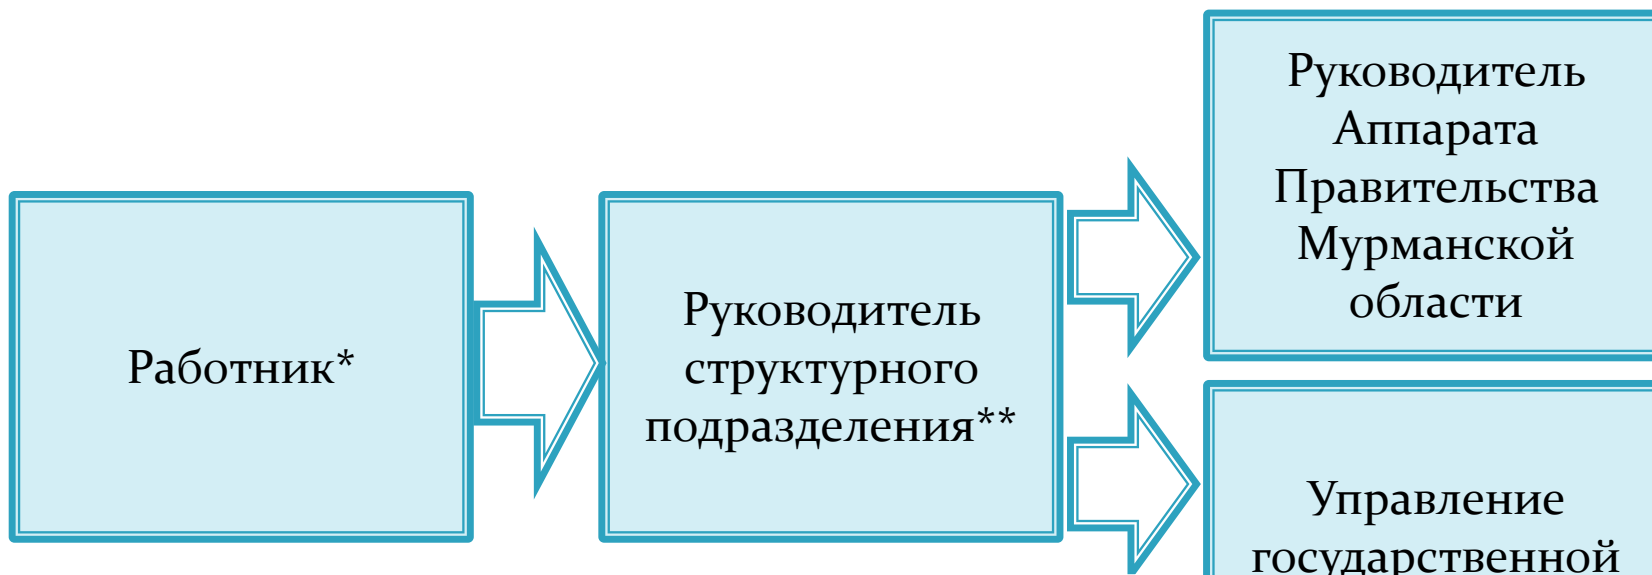 Работник*
Руководитель
структурного
подразделения**
Руководитель
Аппарата
Правительства
Мурманской
области
Управление
государственной